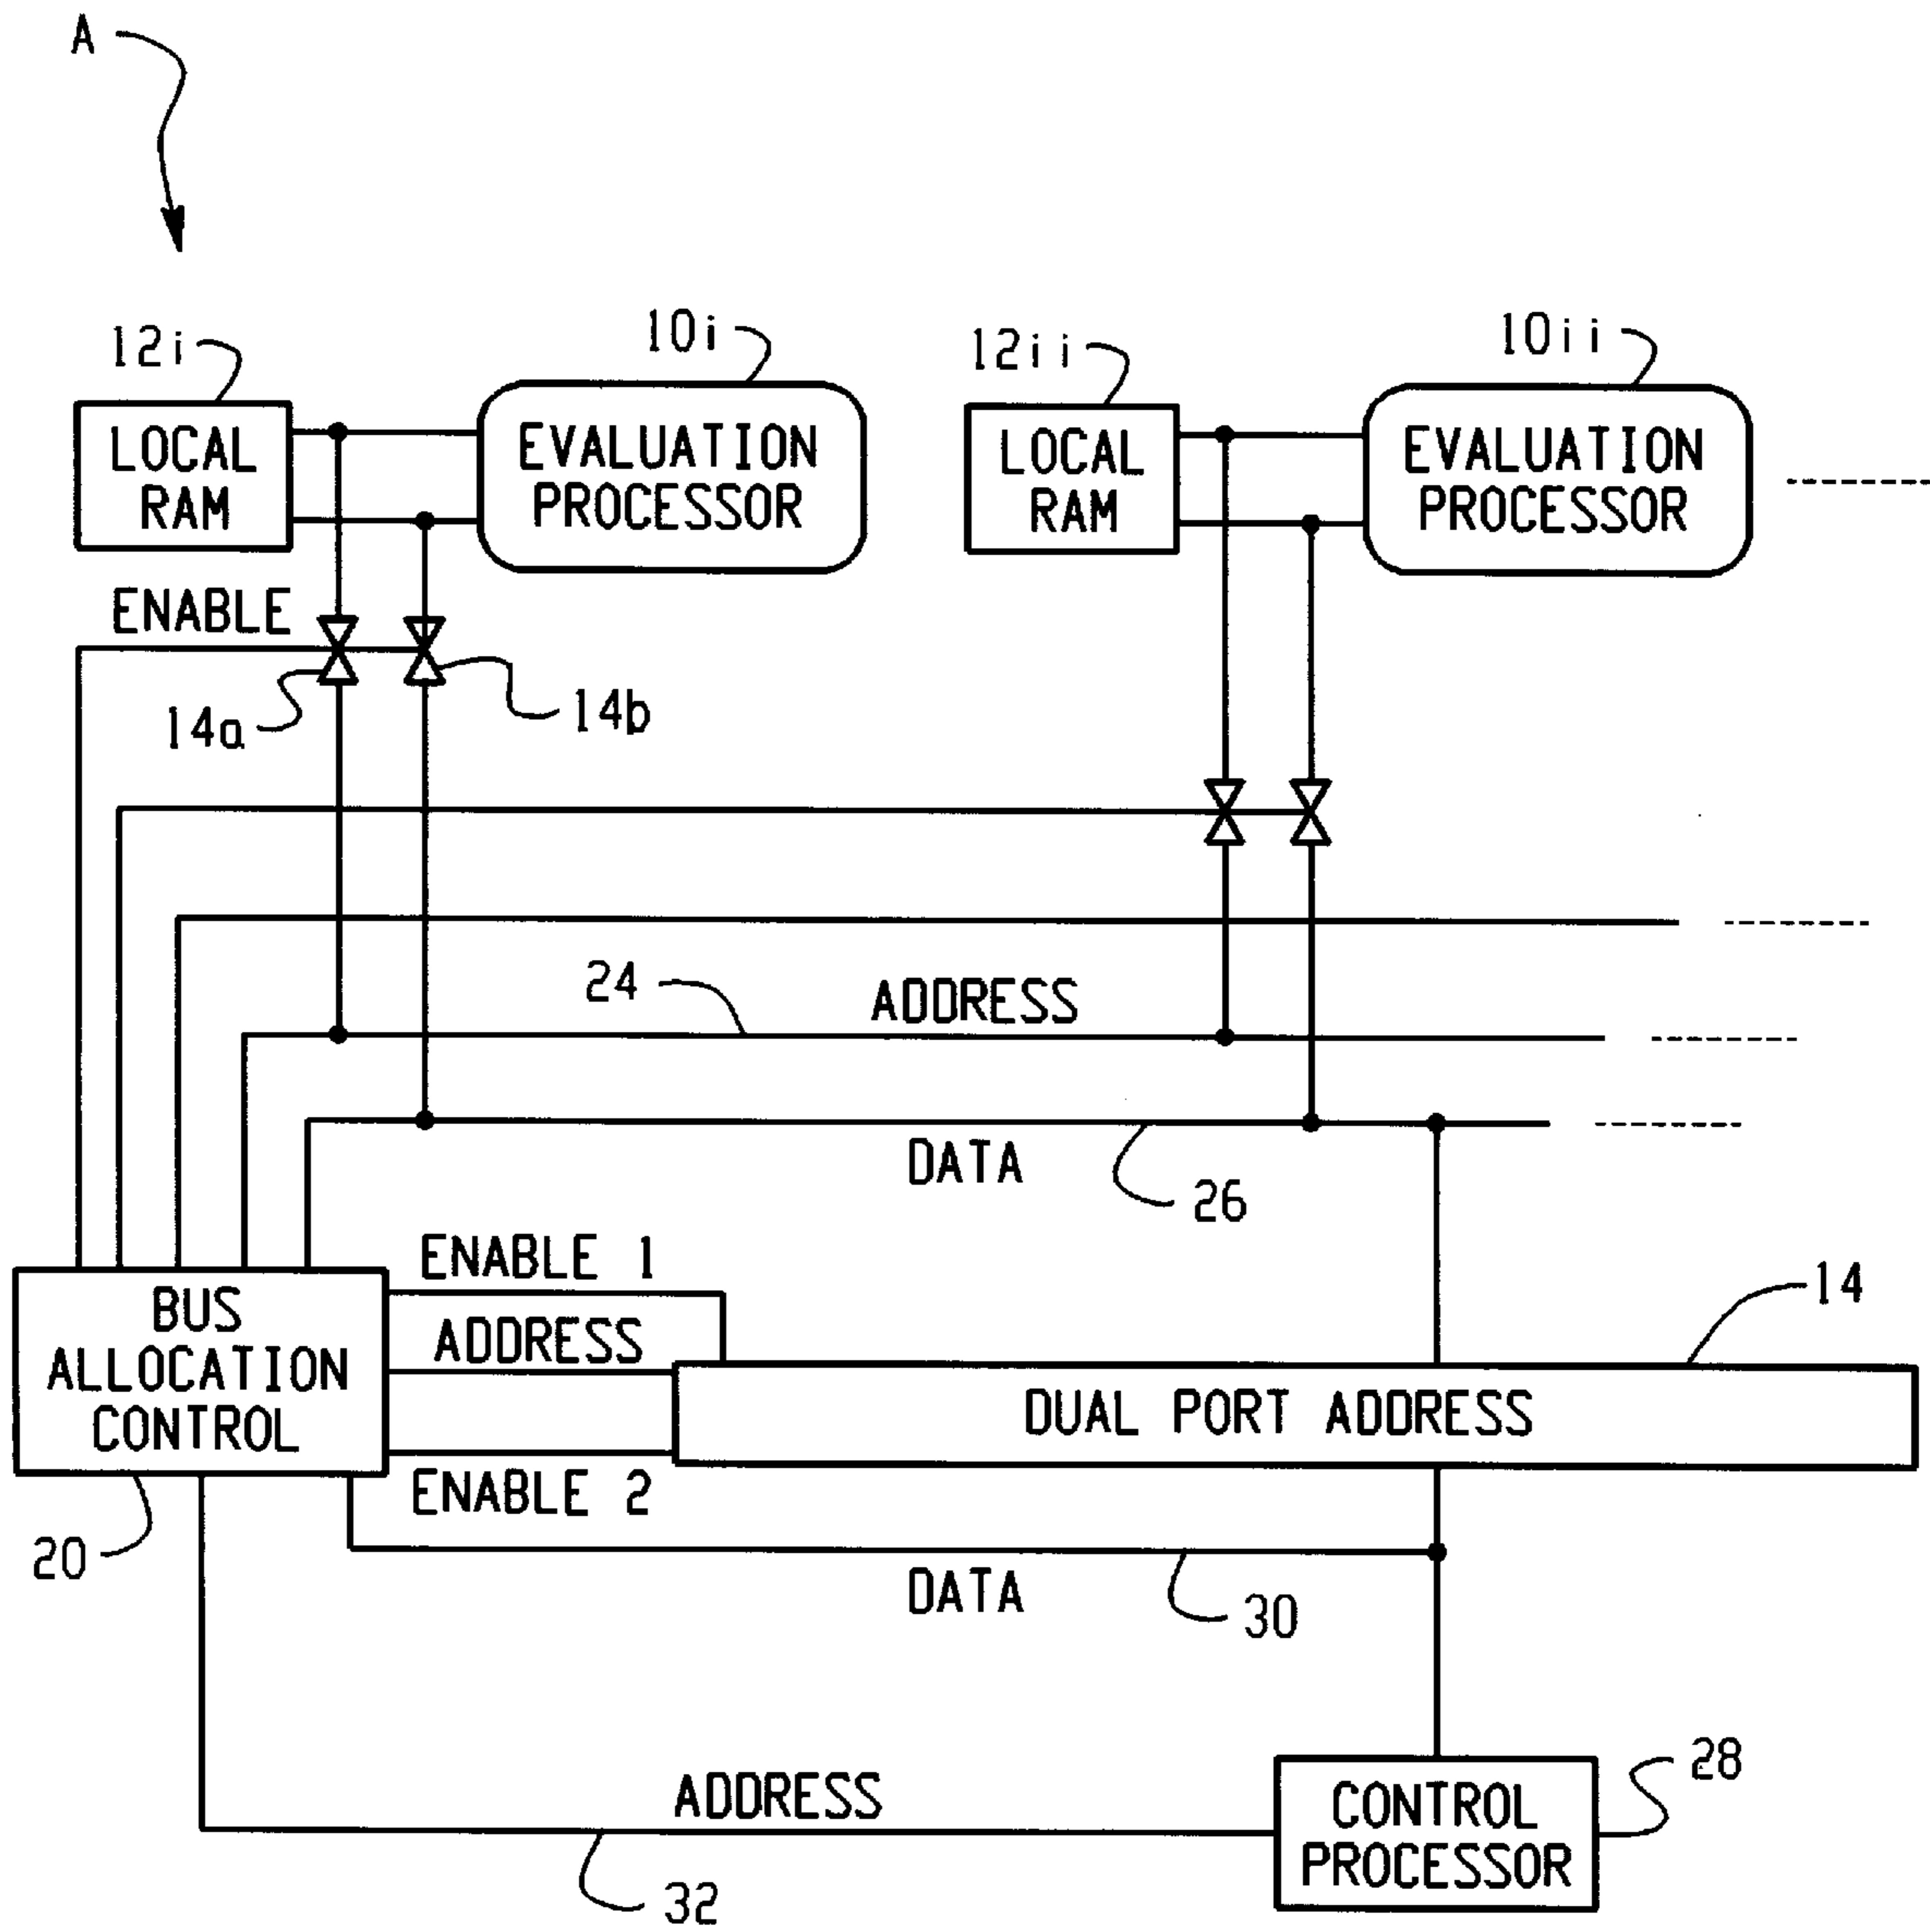 A
12i
10i
12ii
10ii
LOCAL
RAM
EVALUATION
PROCESSOR
LOCAL
RAM
EVALUATION
PROCESSOR
ENABLE
14a
14b
24
ADDRESS
DATA
26
ENABLE 1
14
BUS
ALLOCATION
CONTROL
ADDRESS
DUAL PORT ADDRESS
ENABLE 2
20
DATA
30
28
ADDRESS
CONTROL
PROCESSOR
32